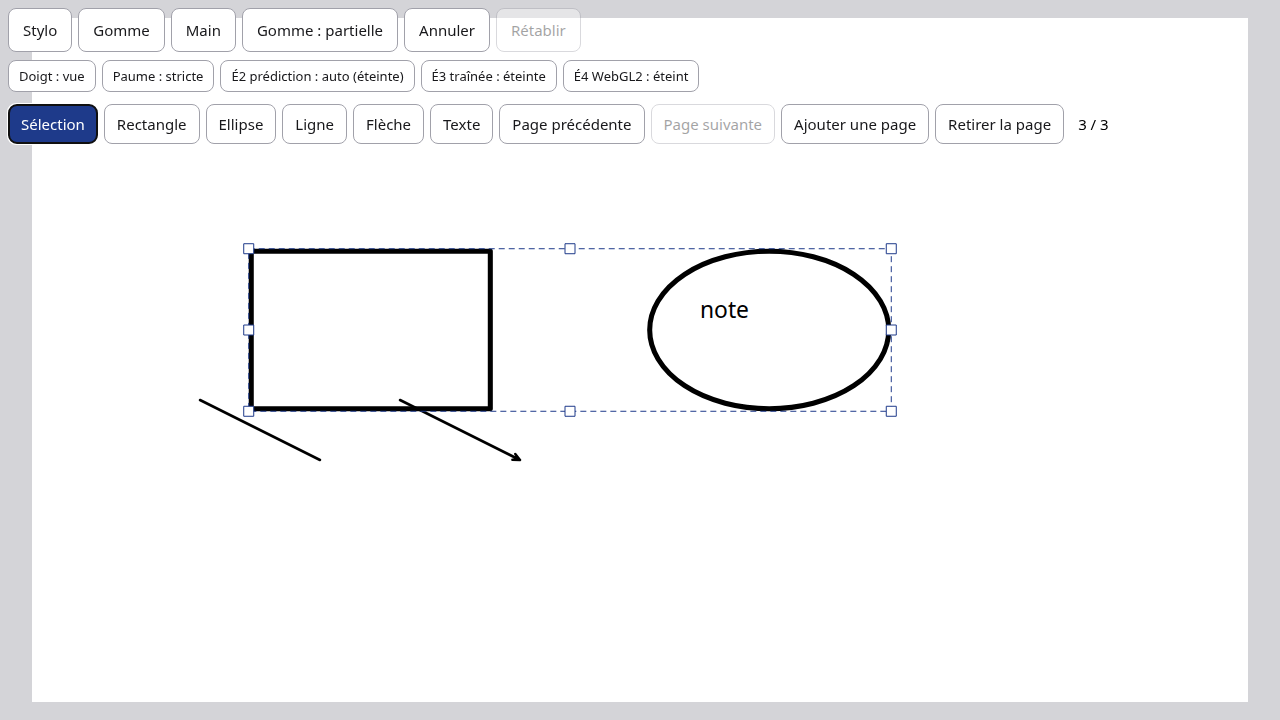 Stylo Gomme Main Gomme : partielle Annuler Rétablir
Doigt : vue Paume : stricte É2 prédiction : auto (éteinte) É3 traînée : éteinte É4 WebGL2 : éteint
Sélection Rectangle Ellipse Ligne Flèche Texte Page précédente Page suivante Ajouter une page Retirer la page 3 / 3
note